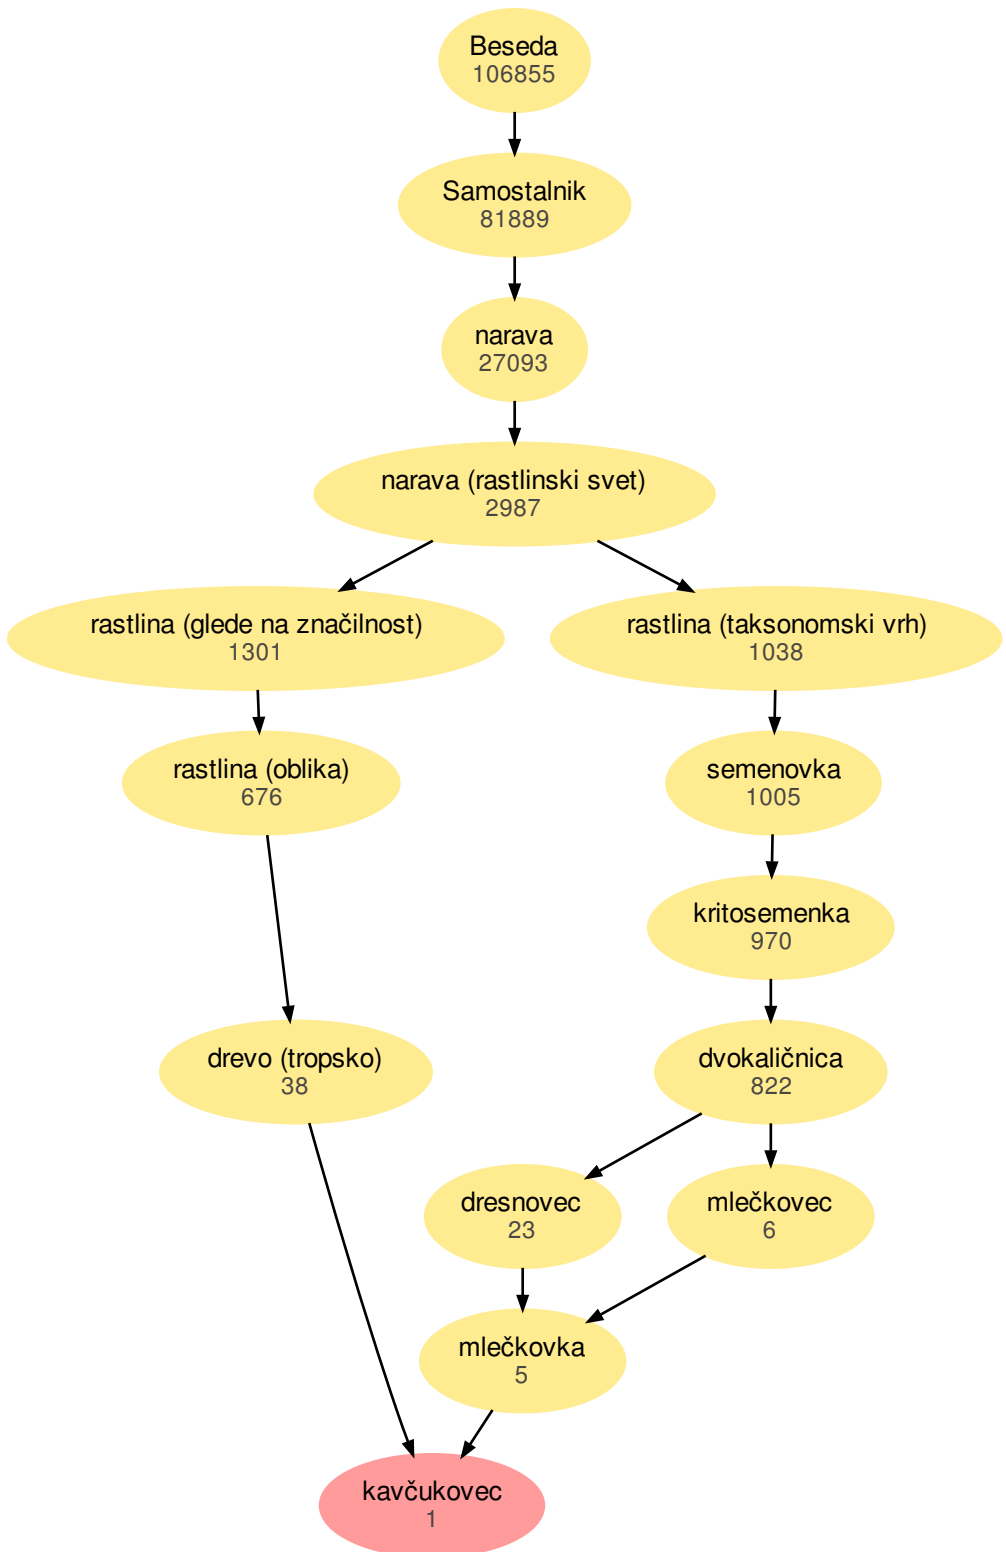 Beseda
106855
Samostalnik
81889
narava
27093
narava (rastlinski svet)
2987
rastlina (glede na značilnost)
1301
rastlina (taksonomski vrh)
1038
rastlina (oblika)
676
semenovka
1005
kritosemenka
970
drevo (tropsko)
38
dvokaličnica
822
dresnovec
23
mlečkovec
6
mlečkovka
5
kavčukovec
1